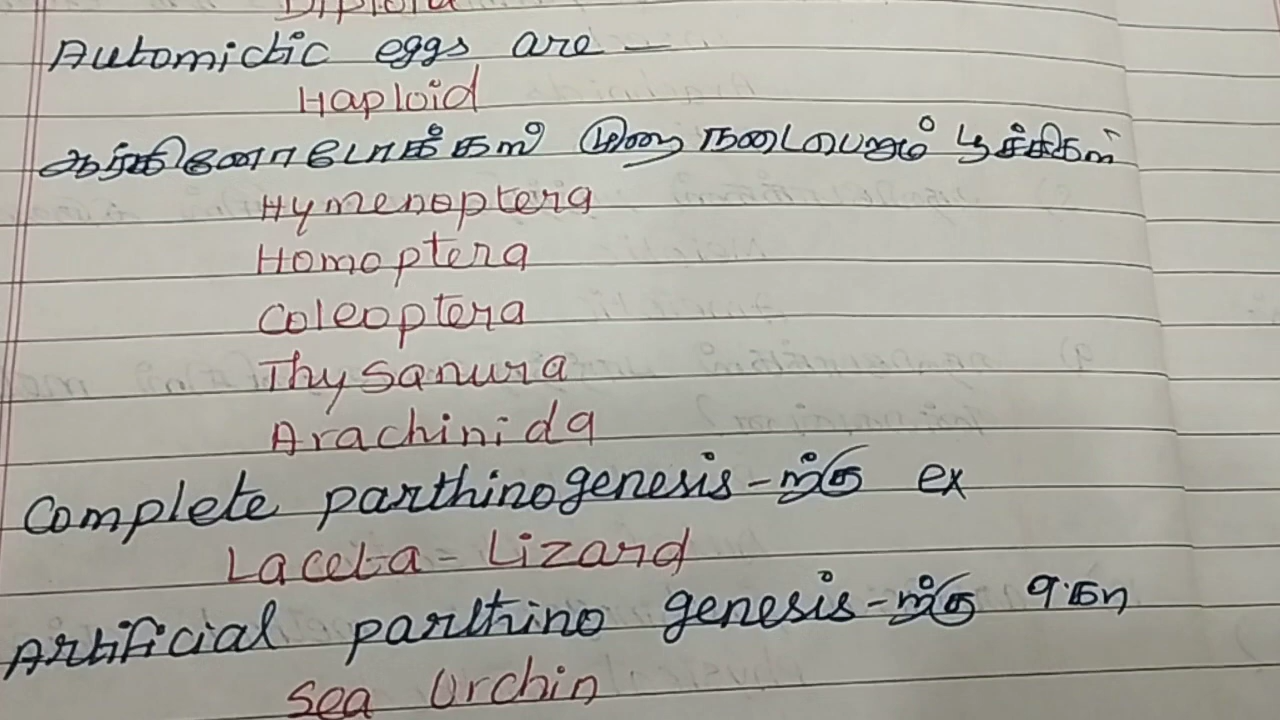 Diploid
Automictic eggs are –
Haploid
நடைபெறும் பூச்சிகள்
Hymenoptera
Homoptera
Coleoptera
Thysanura
Arachinida
Complete parthinogenesis-ற்கு ex
Laceta - Lizard
Artificial parthino genesis-ற்கு எ.கா
Sea Urchin